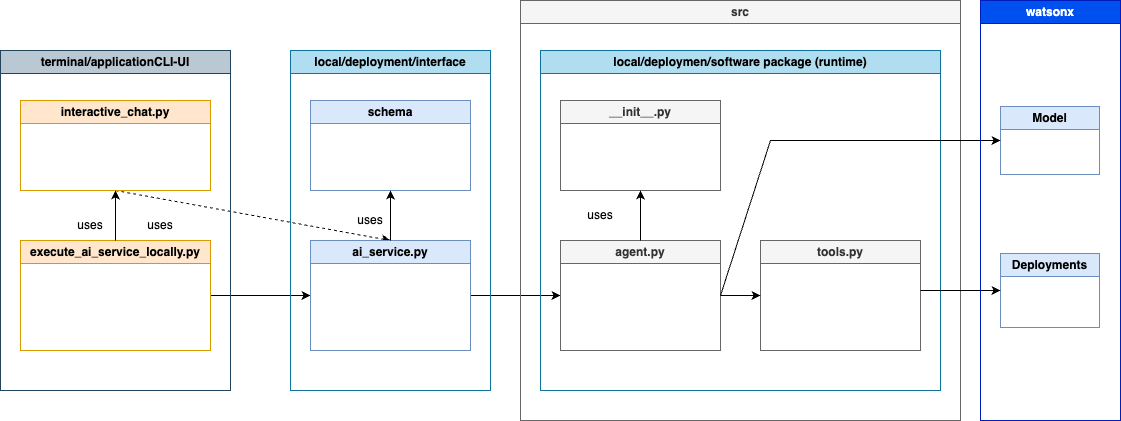 src
watsonx
terminal/applicationCLI-UI
local/deployment/interface
local/deploymen/software package (runtime)
interactive_chat.py
schema
__init__.py
Model
uses
uses
uses
uses
execute_ai_service_locally.py
ai_service.py
agent.py
tools.py
Deployments